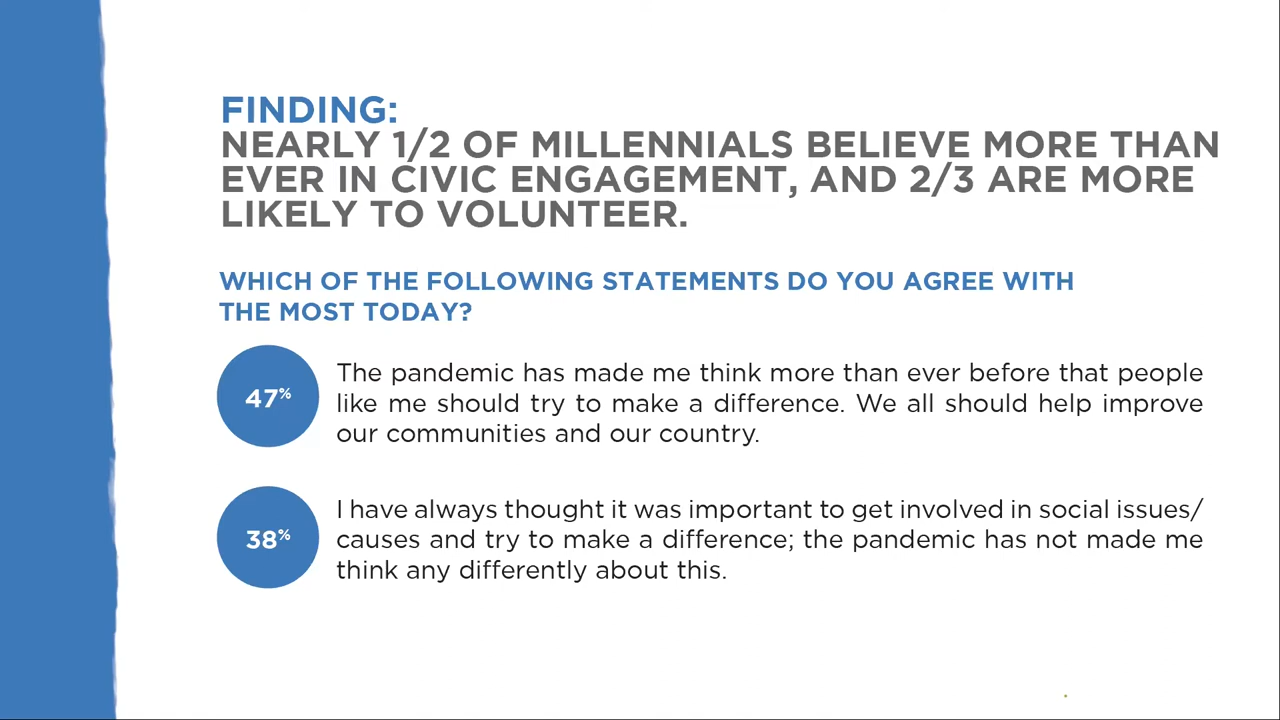 FINDING:
NEARLY 1/2 OF MILLENNIALS BELIEVE MORE THAN
EVER IN CIVIC ENGAGEMENT, AND 2/3 ARE MORE
LIKELY TO VOLUNTEER.
WHICH OF THE FOLLOWING STATEMENTS DO YOU AGREE WITH
THE MOST TODAY?
47%
The pandemic has made me think more than ever before that people
like me should try to make a difference. We all should help improve
our communities and our country.
38%
I have always thought it was important to get involved in social issues/
causes and try to make a difference; the pandemic has not made me
think any differently about this.